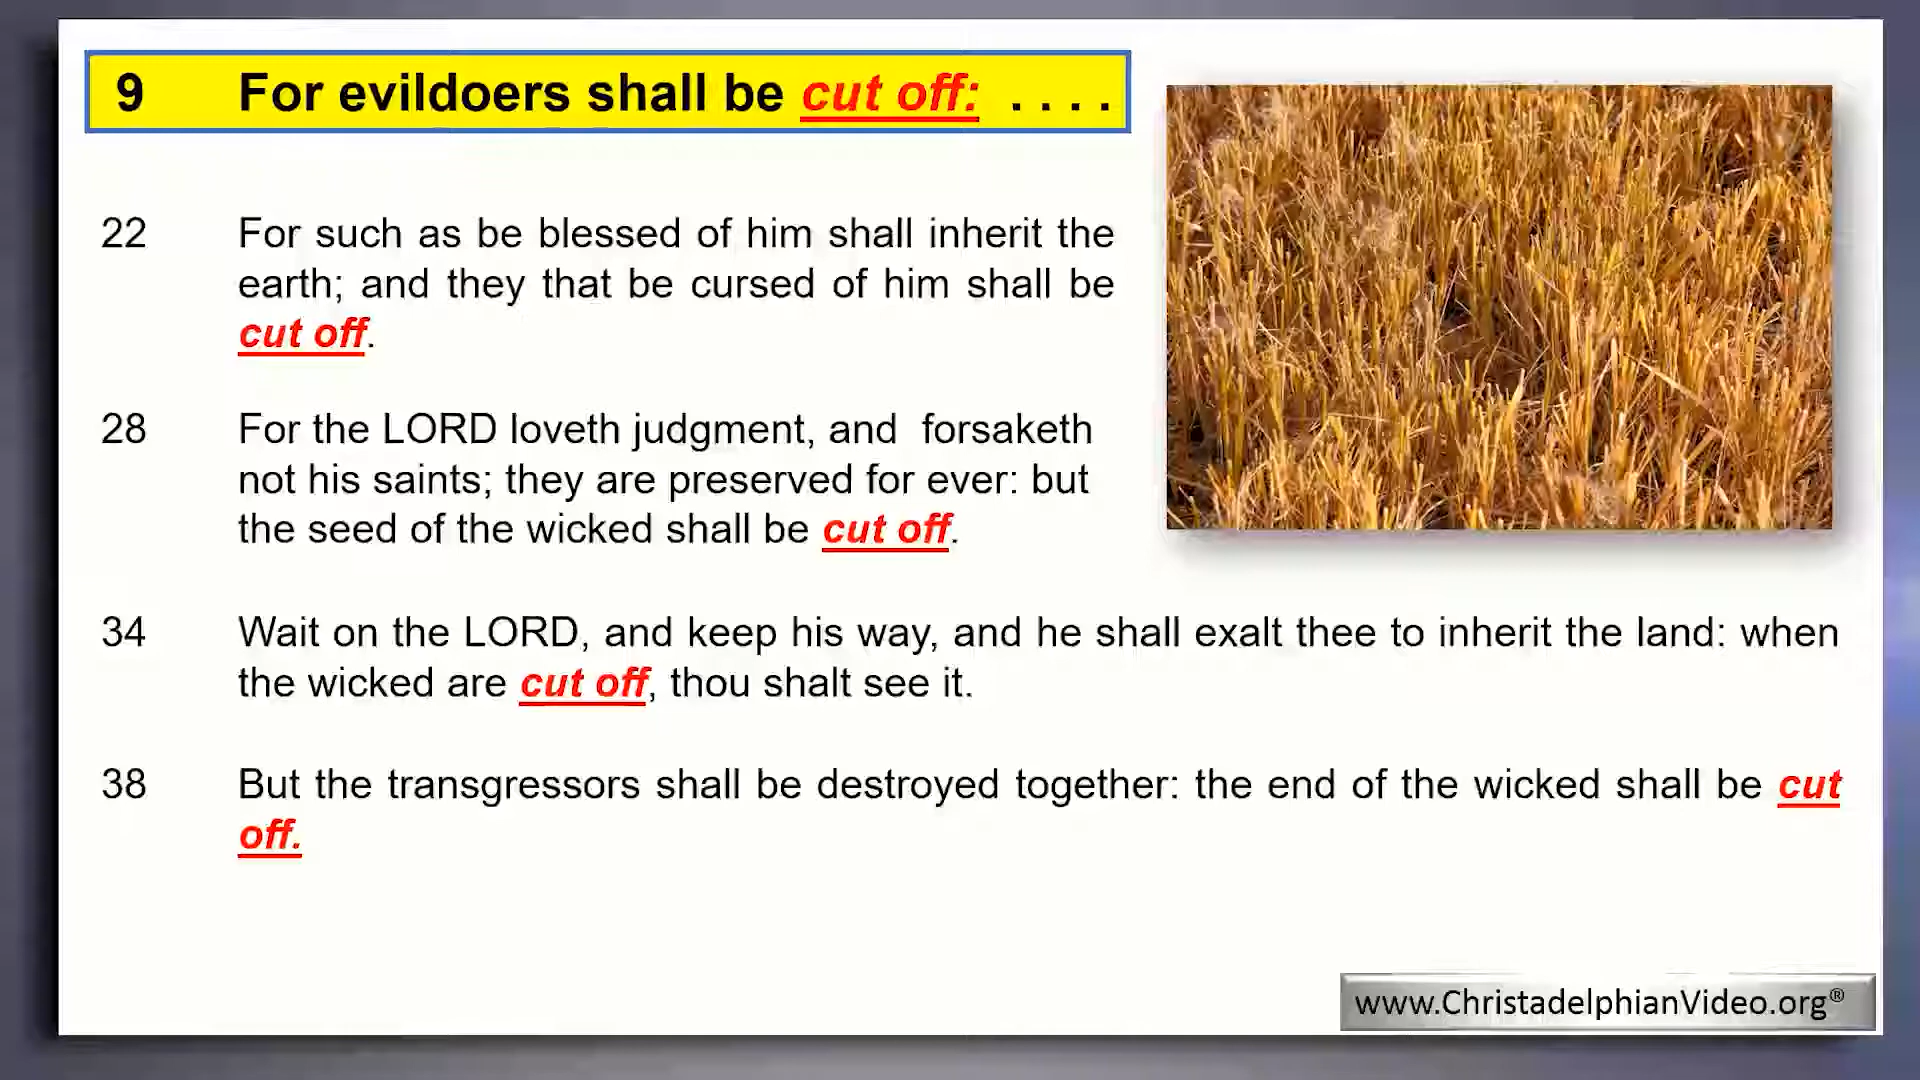 9 For evildoers shall be cut off: . . . .
22 For such as be blessed of him shall inherit the
earth; and they that be cursed of him shall be
cut off.
28 For the LORD loveth judgment, and forsaketh
not his saints; they are preserved for ever: but
the seed of the wicked shall be cut off.
34 Wait on the LORD, and keep his way, and he shall exalt thee to inherit the land: when
the wicked are cut off, thou shalt see it.
38 But the transgressors shall be destroyed together: the end of the wicked shall be cut
off.
www.ChristadelphianVideo.org®